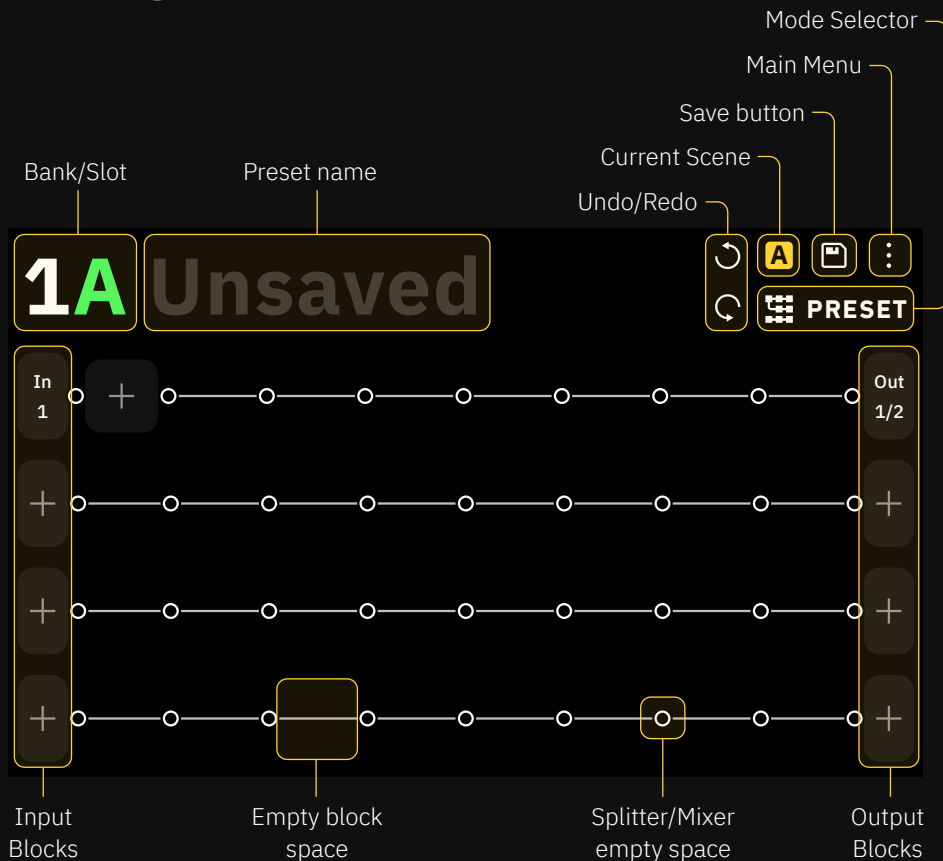 Mode Selector
Main Menu
Save button
Current Scene
Bank/Slot
Preset name
Undo/Redo
1A
Unsaved
A
PRESET
In
1
Out
1/2
Input
Blocks
Empty block
space
Splitter/Mixer
empty space
Output
Blocks